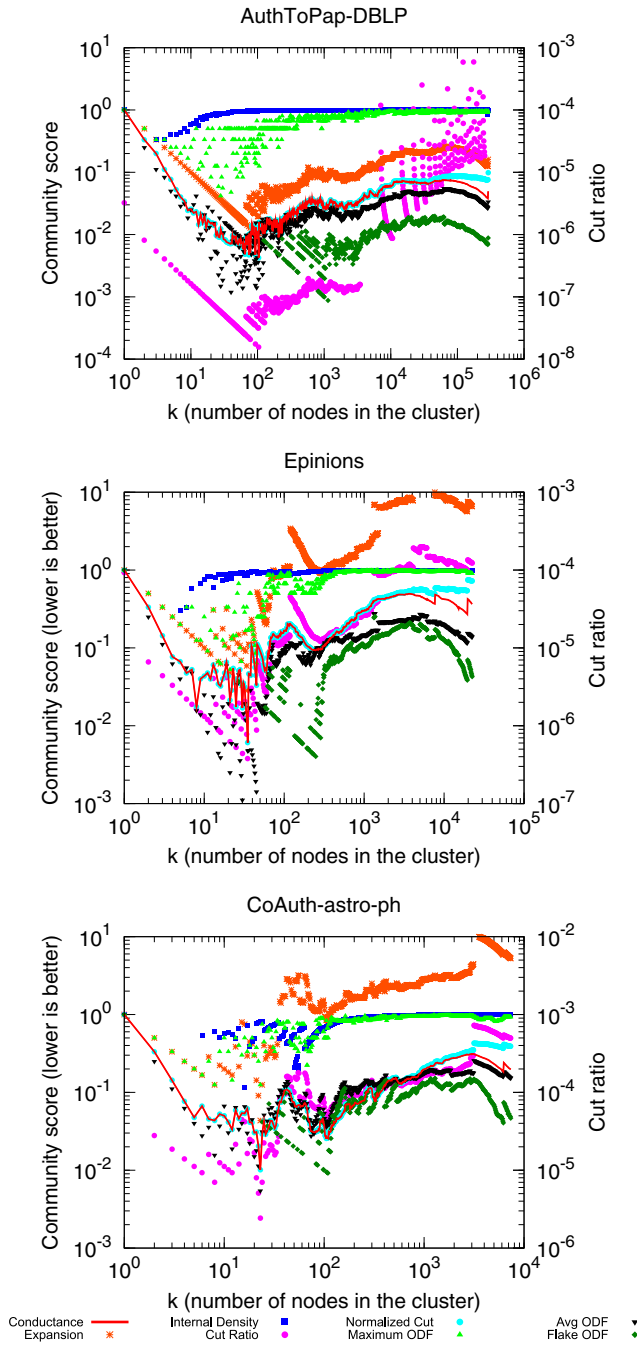 AuthToPap-DBLP
10^1
10^0
10^-1
10^-2
10^-3
10^-4
Community score
10^-3
10^-4
10^-5
10^-6
10^-7
10^-8
Cut ratio
10^0 10^1 10^2 10^3 10^4 10^5 10^6
k (number of nodes in the cluster)
Epinions
10^1
10^0
10^-1
10^-2
10^-3
Community score (lower is better)
10^-3
10^-4
10^-5
10^-6
10^-7
Cut ratio
10^0 10^1 10^2 10^3 10^4 10^5
k (number of nodes in the cluster)
CoAuth-astro-ph
10^1
10^0
10^-1
10^-2
10^-3
Community score (lower is better)
10^-2
10^-3
10^-4
10^-5
10^-6
Cut ratio
10^0 10^1 10^2 10^3 10^4
k (number of nodes in the cluster)
Conductance Internal Density Normalized Cut Avg ODF
Expansion Cut Ratio Maximum ODF Flake ODF